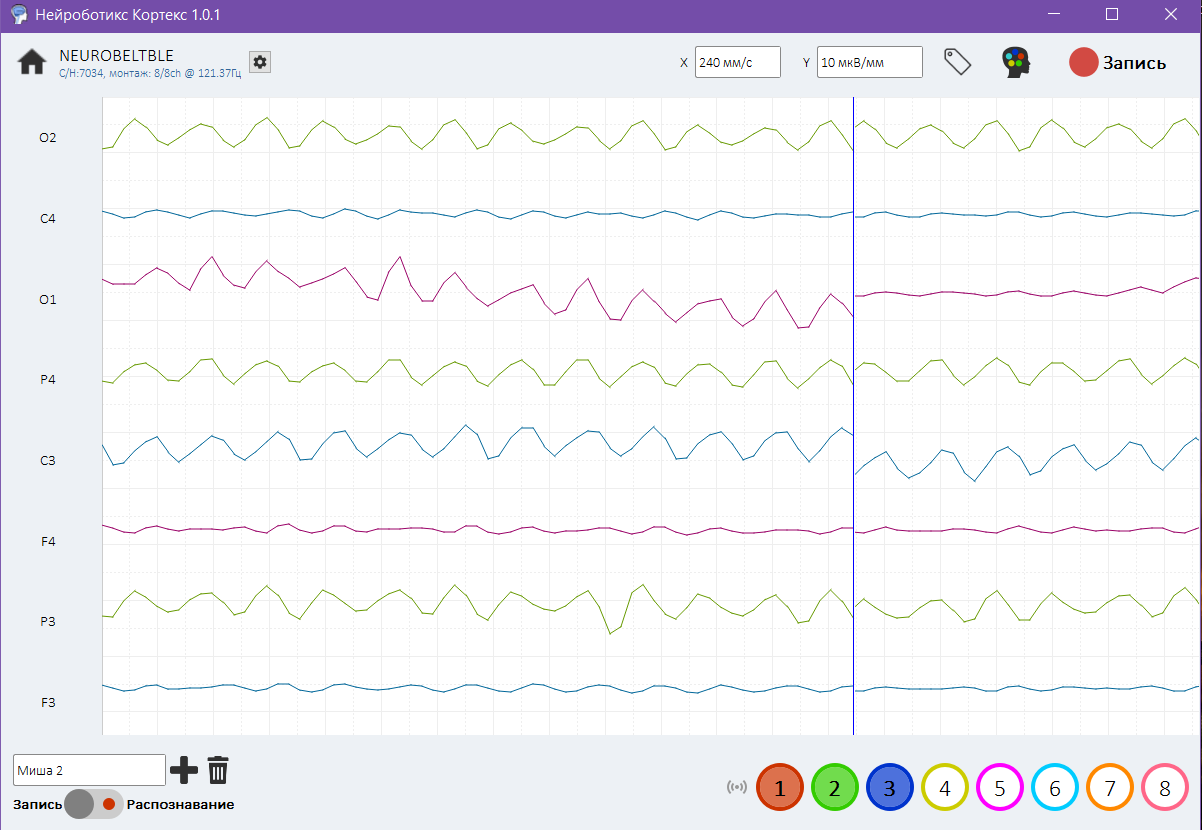 Нейроботикс Кортекс 1.0.1
NEUROBELTBLE
С/Н:7034, монтаж: 8/8ch @ 121.37Гц
X 240 мм/с Y 10 мкВ/мм Запись
O2
C4
O1
P4
C3
F4
P3
F3
Миша 2
Запись Распознавание
1 2 3 4 5 6 7 8